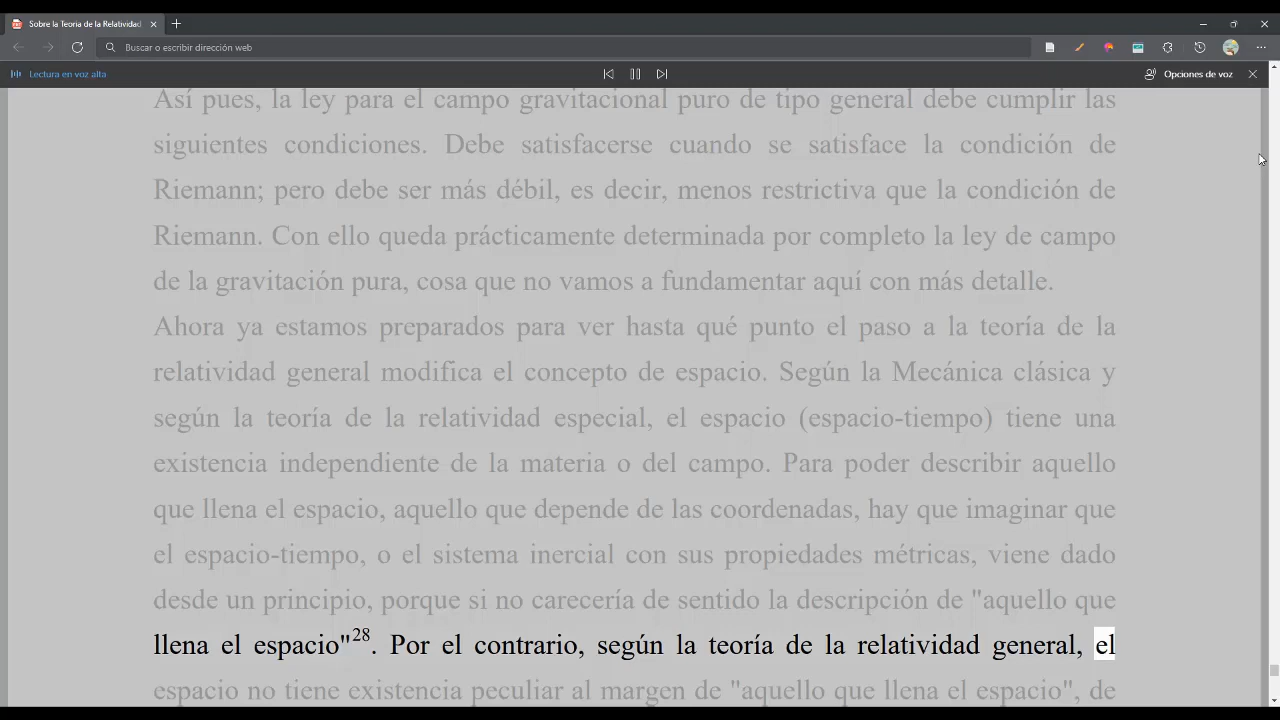 Sobre la Teoria de la Relatividad
Buscar o escribir dirección web
Lectura en voz alta
Opciones de voz
Así pues, la ley para el campo gravitacional puro de tipo general debe cumplir las
siguientes condiciones. Debe satisfacerse cuando se satisface la condición de
Riemann; pero debe ser más débil, es decir, menos restrictiva que la condición de
Riemann. Con ello queda prácticamente determinada por completo la ley de campo
de la gravitación pura, cosa que no vamos a fundamentar aquí con más detalle.
Ahora ya estamos preparados para ver hasta qué punto el paso a la teoría de la
relatividad general modifica el concepto de espacio. Según la Mecánica clásica y
según la teoría de la relatividad especial, el espacio (espacio-tiempo) tiene una
existencia independiente de la materia o del campo. Para poder describir aquello
que llena el espacio, aquello que depende de las coordenadas, hay que imaginar que
el espacio-tiempo, o el sistema inercial con sus propiedades métricas, viene dado
desde un principio, porque si no carecería de sentido la descripción de "aquello que
llena el espacio"28. Por el contrario, según la teoría de la relatividad general, el
espacio no tiene existencia peculiar al margen de "aquello que llena el espacio", de